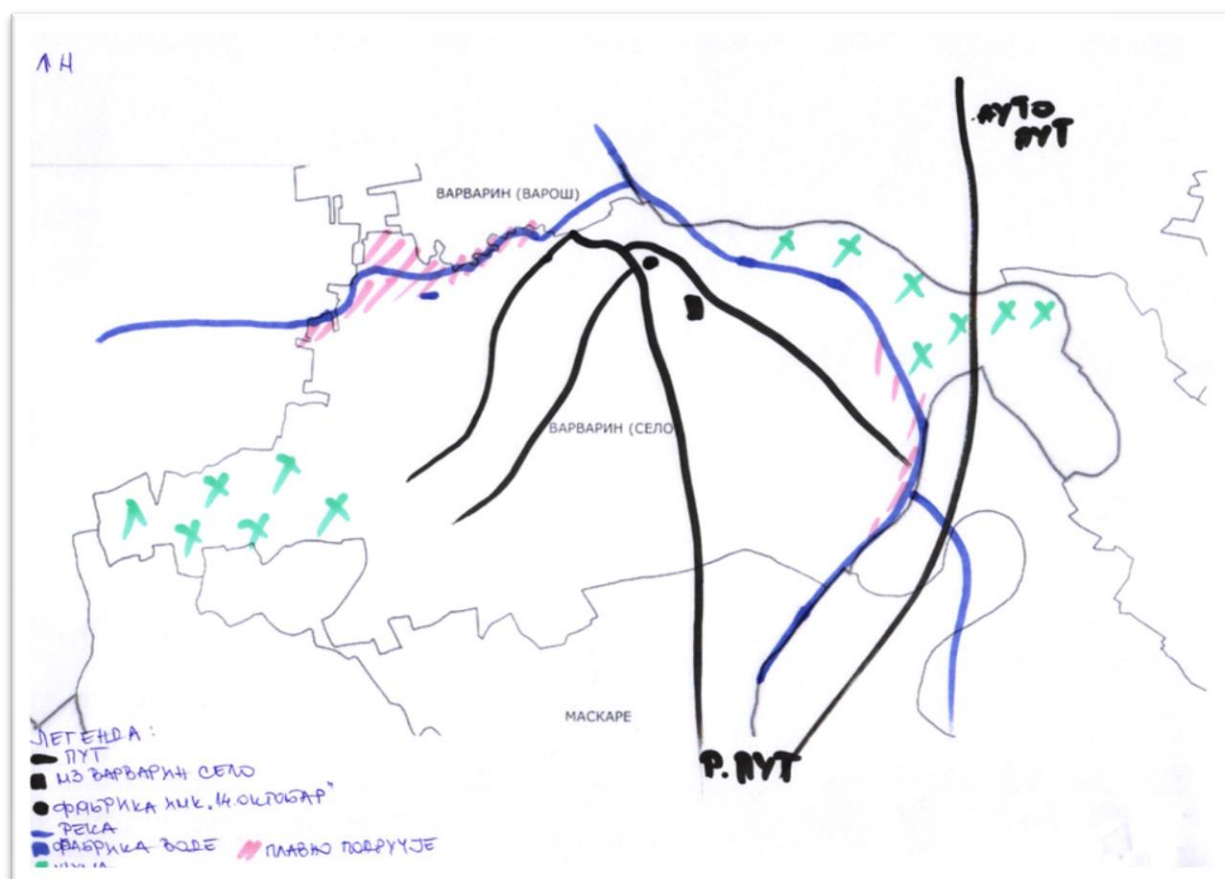 ↑ Н
АУТО
ПУТ
ВАРВАРИН (ВАРОШ)
ВАРВАРИН (СЕЛО
МАСКАРЕ
Р. ПУТ
ЛЕГЕНДА:
ПУТ
МЗ ВАРВАРИН СЕЛО
ФАБРИКА ИМК „14. ОКТОБАР"
РЕКА
ФАБРИКА ВОДЕ ПЛАВНО ПОДРУЧЈЕ